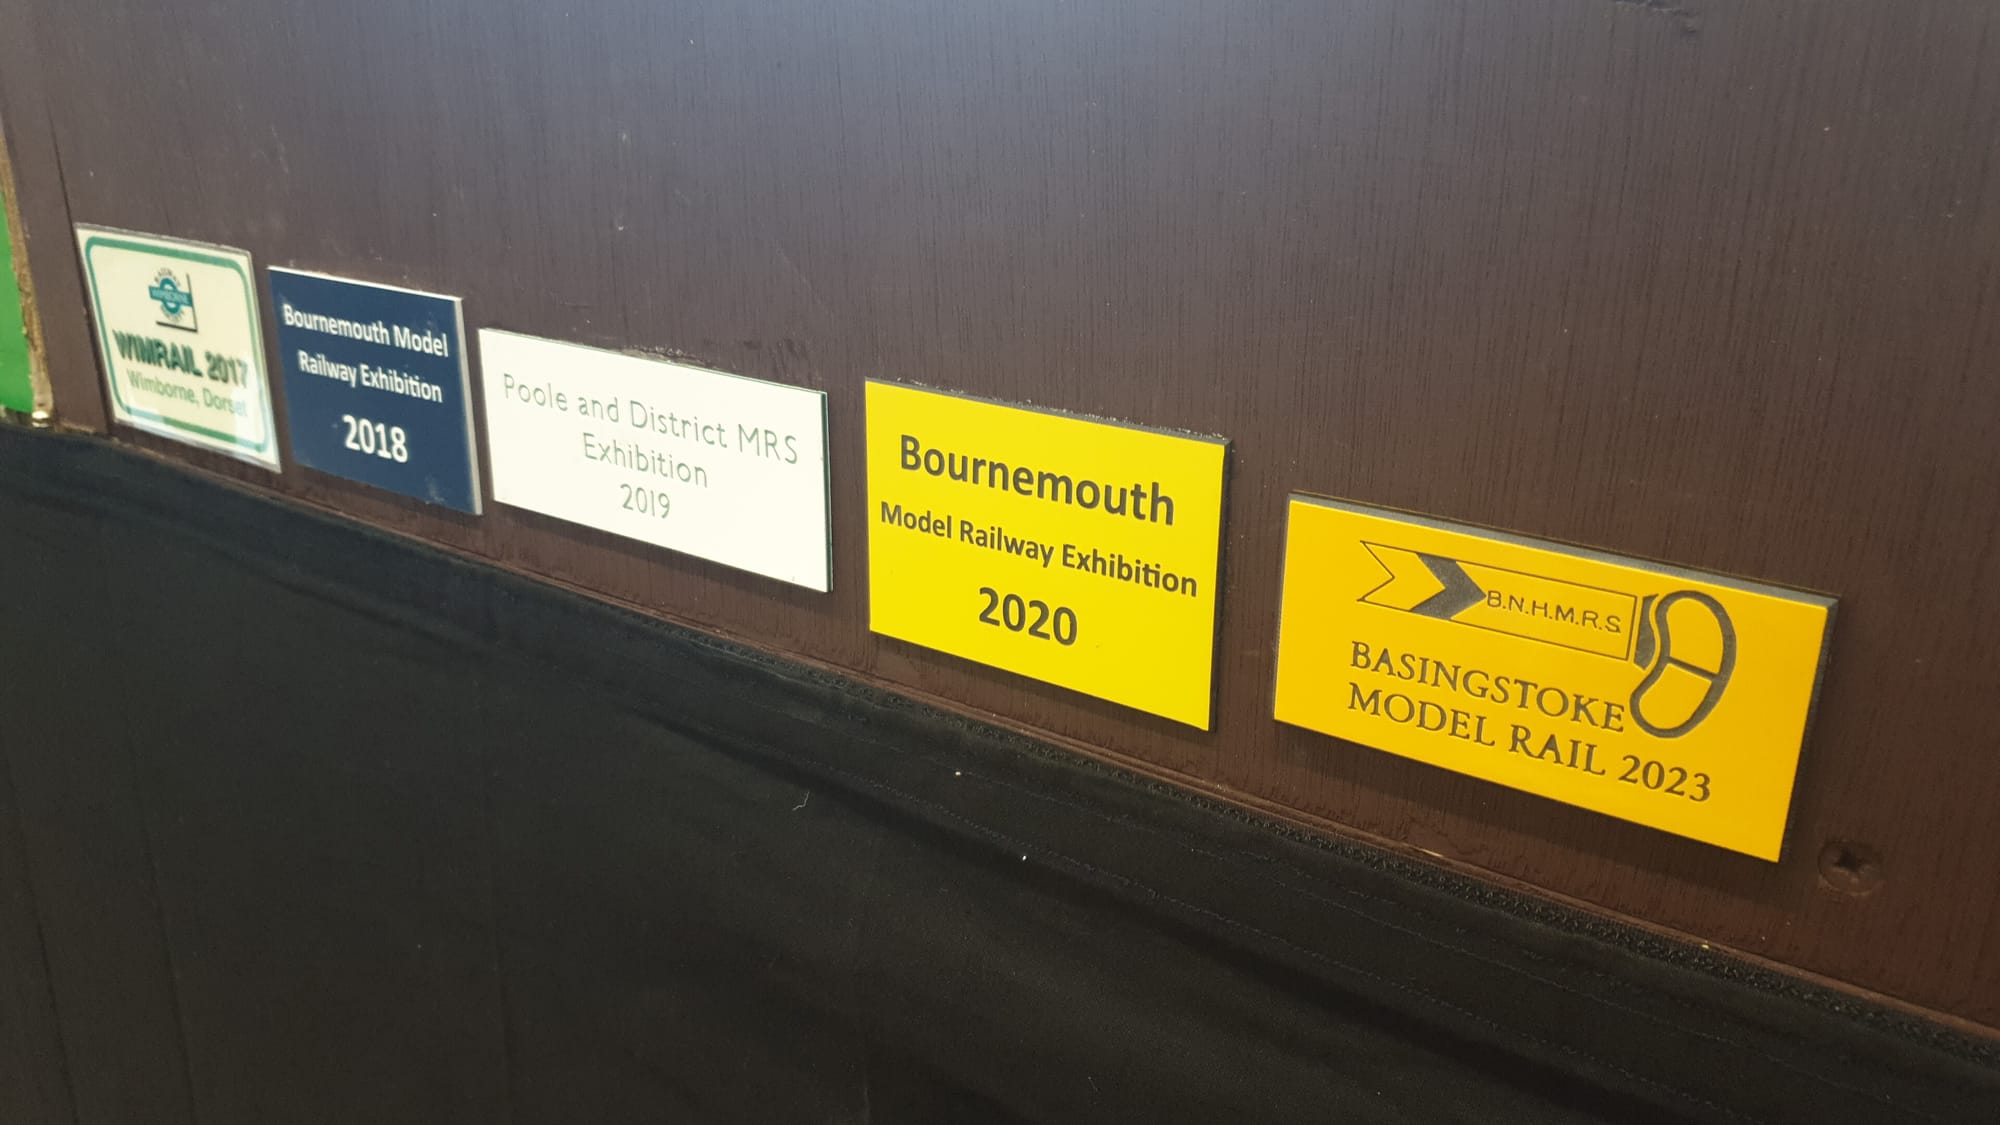 WIMBORNE
WIMRAIL 2017
Wimborne, Dorset
Bournemouth Model
Railway Exhibition
2018
Poole and District MRS
Exhibition
2019
Bournemouth
Model Railway Exhibition
2020
B.N.H.M.R.S.
BASINGSTOKE
MODEL RAIL 2023